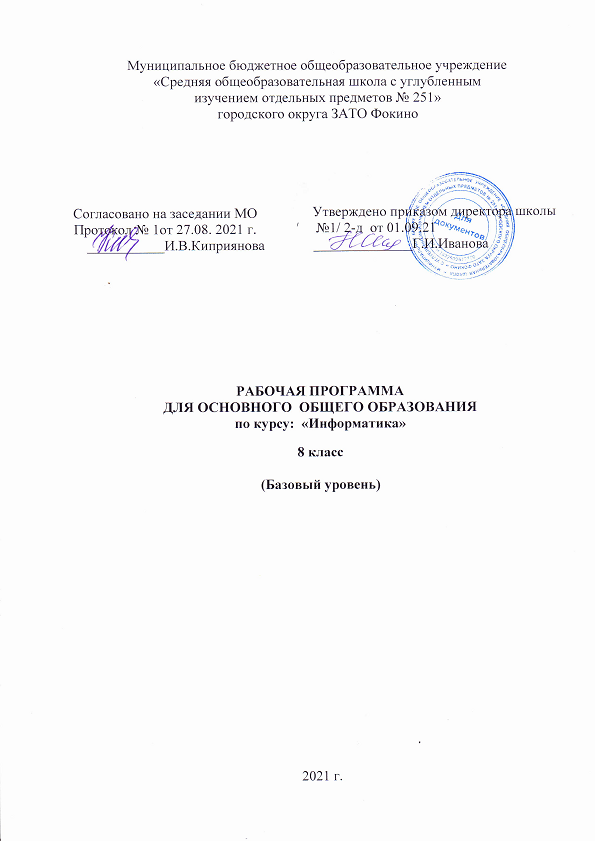 Муниципальное бюджетное общеобразовательное учреждение
«Средняя общеобразовательная школа с углубленным
изучением отдельных предметов № 251»
городского округа ЗАТО Фокино
Согласовано на заседании МО
Протокол № 1от 27.08. 2021 г.
И.В.Киприянова
Утверждено приказом директора школы
№1/ 2-д от 01.09.21
Г.И.Иванова
Для
документов
РАБОЧАЯ ПРОГРАММА
ДЛЯ ОСНОВНОГО ОБЩЕГО ОБРАЗОВАНИЯ
по курсу: «Информатика»
8 класс
(Базовый уровень)
2021 г.